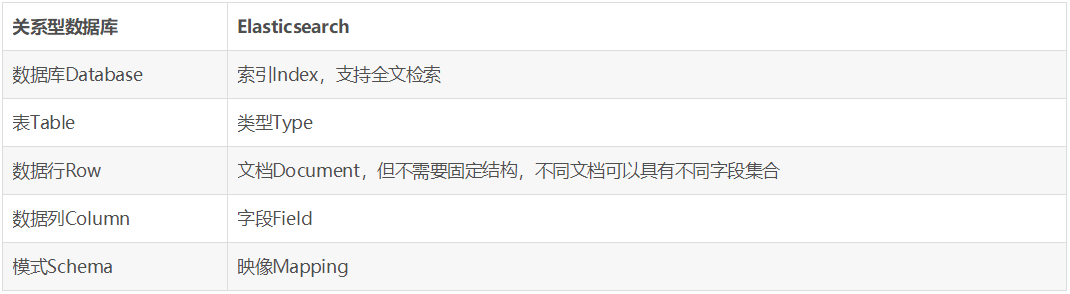 关系型数据库 Elasticsearch
数据库Database 索引Index，支持全文检索
表Table 类型Type
数据行Row 文档Document，但不需要固定结构，不同文档可以具有不同字段集合
数据列Column 字段Field
模式Schema 映像Mapping